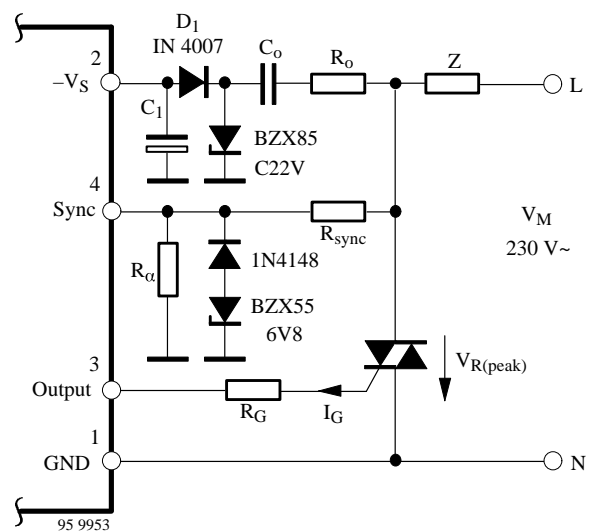 D1
IN 4007
2
–VS
C1
Co
Ro
Z
L
BZX85
C22V
4
Sync
Rα
Rsync
1N4148
BZX55
6V8
VM
230 V~
3
Output
RG
IG
VR(peak)
1
GND
N
95 9953